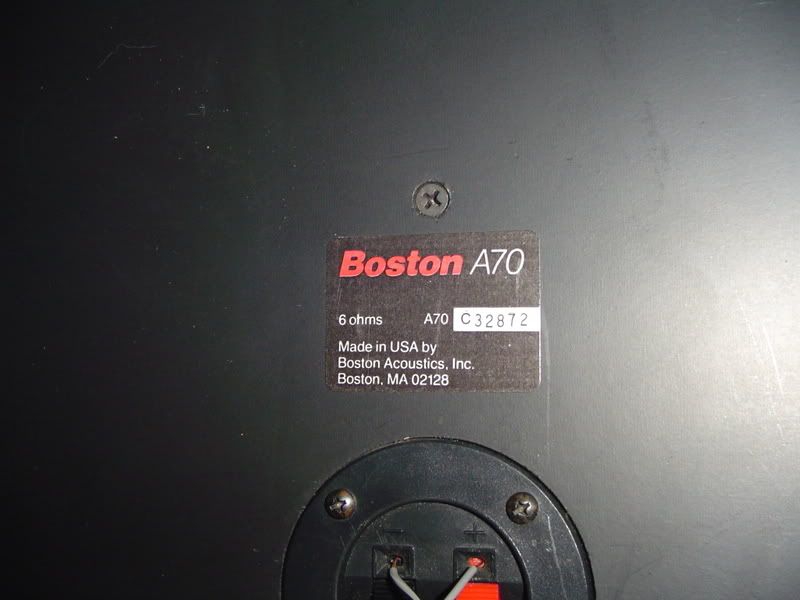 Boston A70
6 ohms A70 C32872
Made in USA by
Boston Acoustics, Inc.
Boston, MA 02128
- +